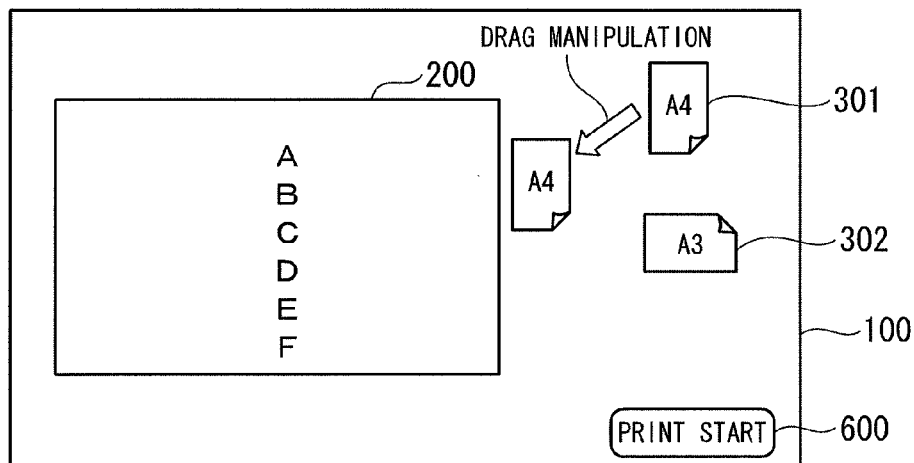 DRAG MANIPULATION
200
A4
301
A
B
C
D
E
F
A4
A3
302
100
PRINT START
600